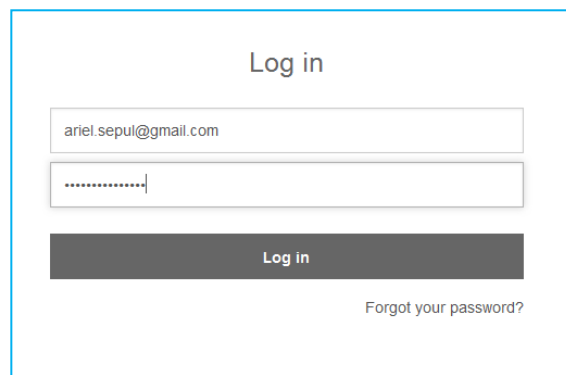 Log in
ariel.sepul@gmail.com
•••••••••••••••
Log in
Forgot your password?